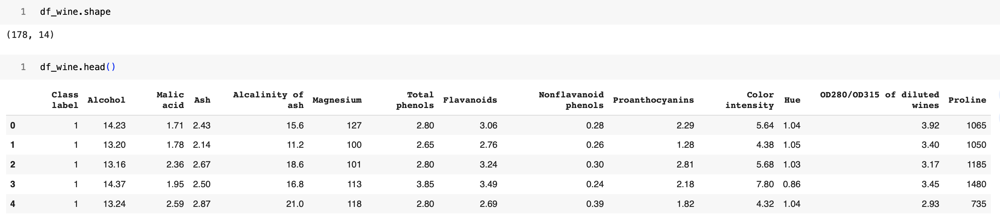 1 df_wine.shape
(178, 14)
1 df_wine.head()
Class label Alcohol Malic acid Ash Alcalinity of ash Magnesium Total phenols Flavanoids Nonflavanoid phenols Proanthocyanins Color intensity Hue OD280/OD315 of diluted wines Proline
0 1 14.23 1.71 2.43 15.6 127 2.80 3.06 0.28 2.29 5.64 1.04 3.92 1065
1 1 13.20 1.78 2.14 11.2 100 2.65 2.76 0.26 1.28 4.38 1.05 3.40 1050
2 1 13.16 2.36 2.67 18.6 101 2.80 3.24 0.30 2.81 5.68 1.03 3.17 1185
3 1 14.37 1.95 2.50 16.8 113 3.85 3.49 0.24 2.18 7.80 0.86 3.45 1480
4 1 13.24 2.59 2.87 21.0 118 2.80 2.69 0.39 1.82 4.32 1.04 2.93 735